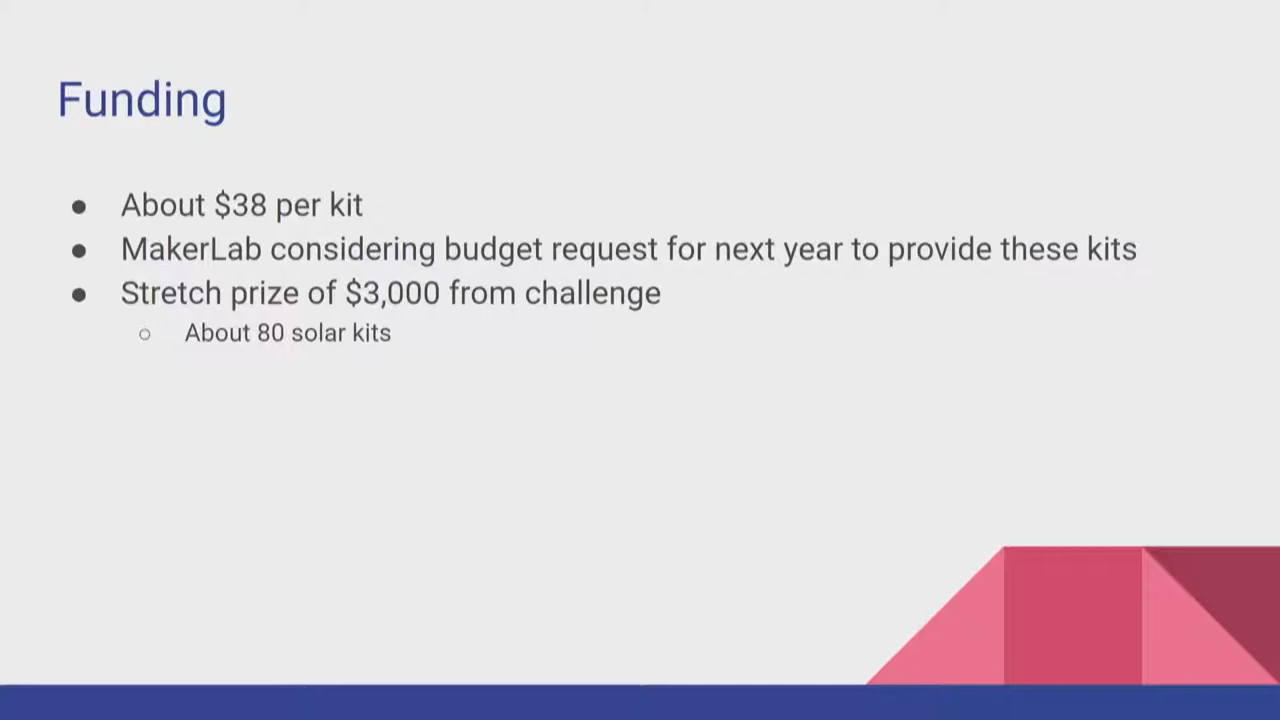 Funding
● About $38 per kit
● MakerLab considering budget request for next year to provide these kits
● Stretch prize of $3,000 from challenge
○ About 80 solar kits